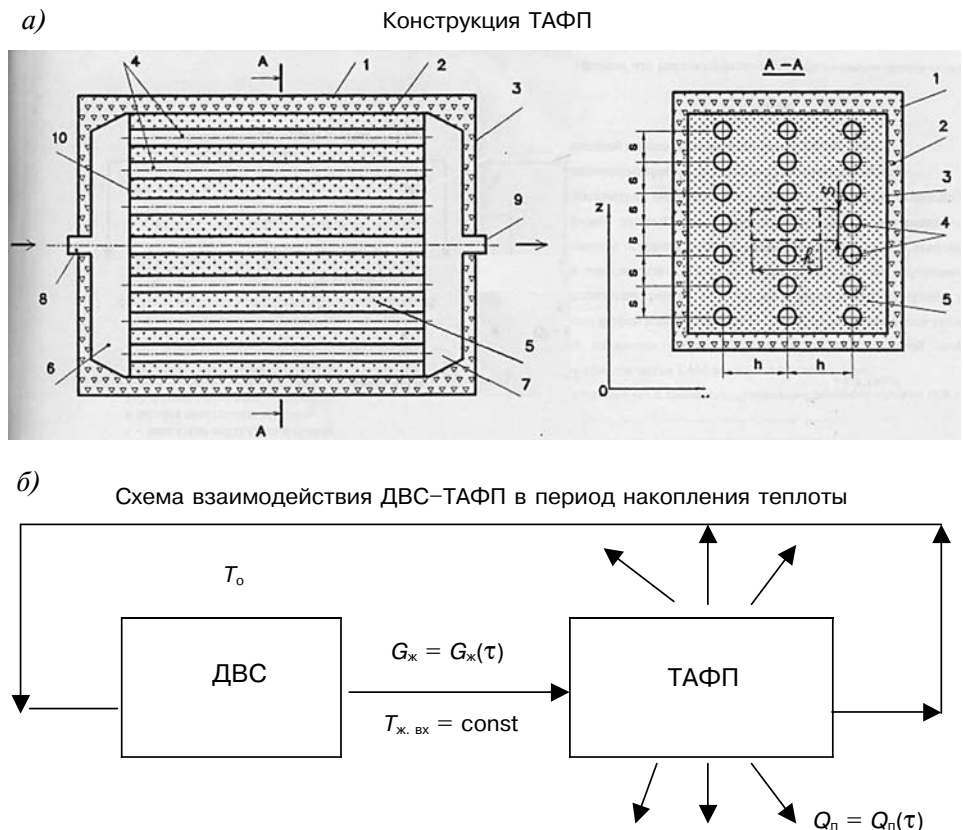 а)
Конструкция ТАФП
А
1
2
3
4
10
9
8
6
5
7
А
А – А
1
2
3
4
5
s
s
s
s
s
s
S
h
z
0
h
h
б)
Схема взаимодействия ДВС–ТАФП в период накопления теплоты
Tо
ДВС
Gж = Gж(τ)
Tж. вх = const
ТАФП
Qп = Qп(τ)